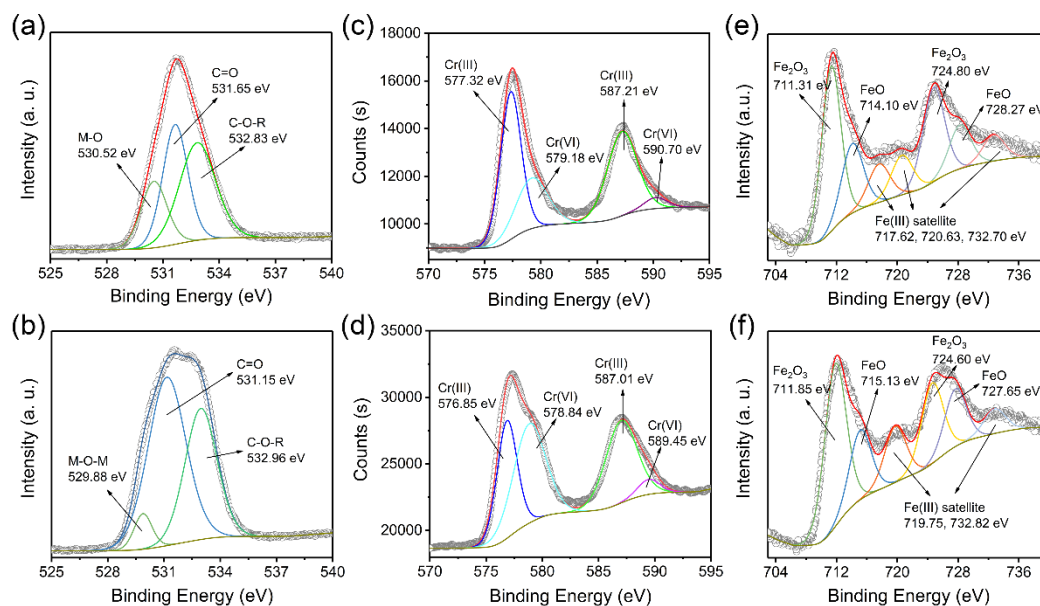 (a)
Intensity (a. u.)
M-O
530.52 eV
C=O
531.65 eV
C-O-R
532.83 eV
525 528 531 534 537 540
Binding Energy (eV)
(c)
Counts (s)
16000
14000
12000
10000
Cr(III)
577.32 eV
Cr(VI)
579.18 eV
Cr(III)
587.21 eV
Cr(VI)
590.70 eV
570 575 580 585 590 595
Binding Energy (eV)
(e)
Intensity (a. u.)
Fe₂O₃
711.31 eV
FeO
714.10 eV
Fe₂O₃
724.80 eV
FeO
728.27 eV
Fe(III) satellite
717.62, 720.63, 732.70 eV
704 712 720 728 736
Binding Energy (eV)
(b)
Intensity (a. u.)
M-O-M
529.88 eV
C=O
531.15 eV
C-O-R
532.96 eV
525 528 531 534 537 540
Binding Energy (eV)
(d)
Counts (s)
35000
30000
25000
20000
Cr(III)
576.85 eV
Cr(VI)
578.84 eV
Cr(III)
587.01 eV
Cr(VI)
589.45 eV
570 575 580 585 590 595
Binding Energy (eV)
(f)
Intensity (a. u.)
Fe₂O₃
711.85 eV
FeO
715.13 eV
Fe₂O₃
724.60 eV
FeO
727.65 eV
Fe(III) satellite
719.75, 732.82 eV
704 712 720 728 736
Binding Energy (eV)